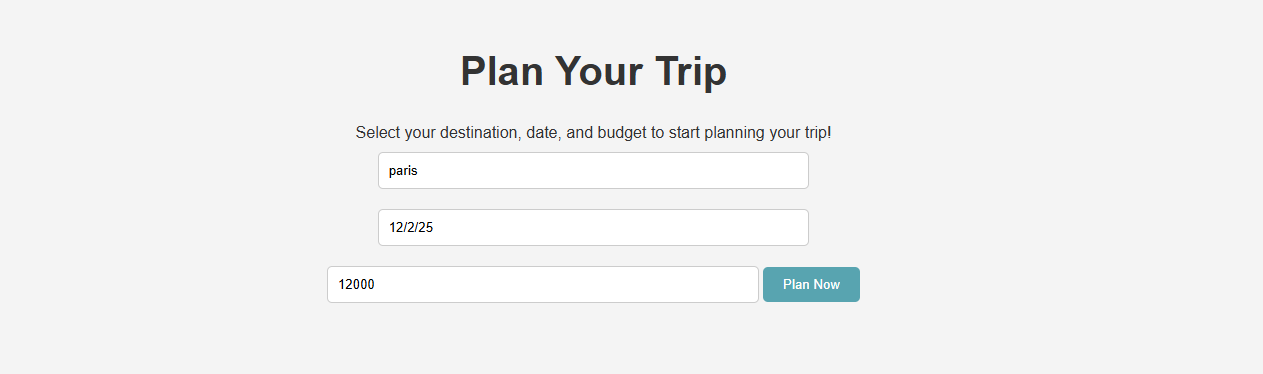 Plan Your Trip
Select your destination, date, and budget to start planning your trip!
paris
12/2/25
12000 Plan Now